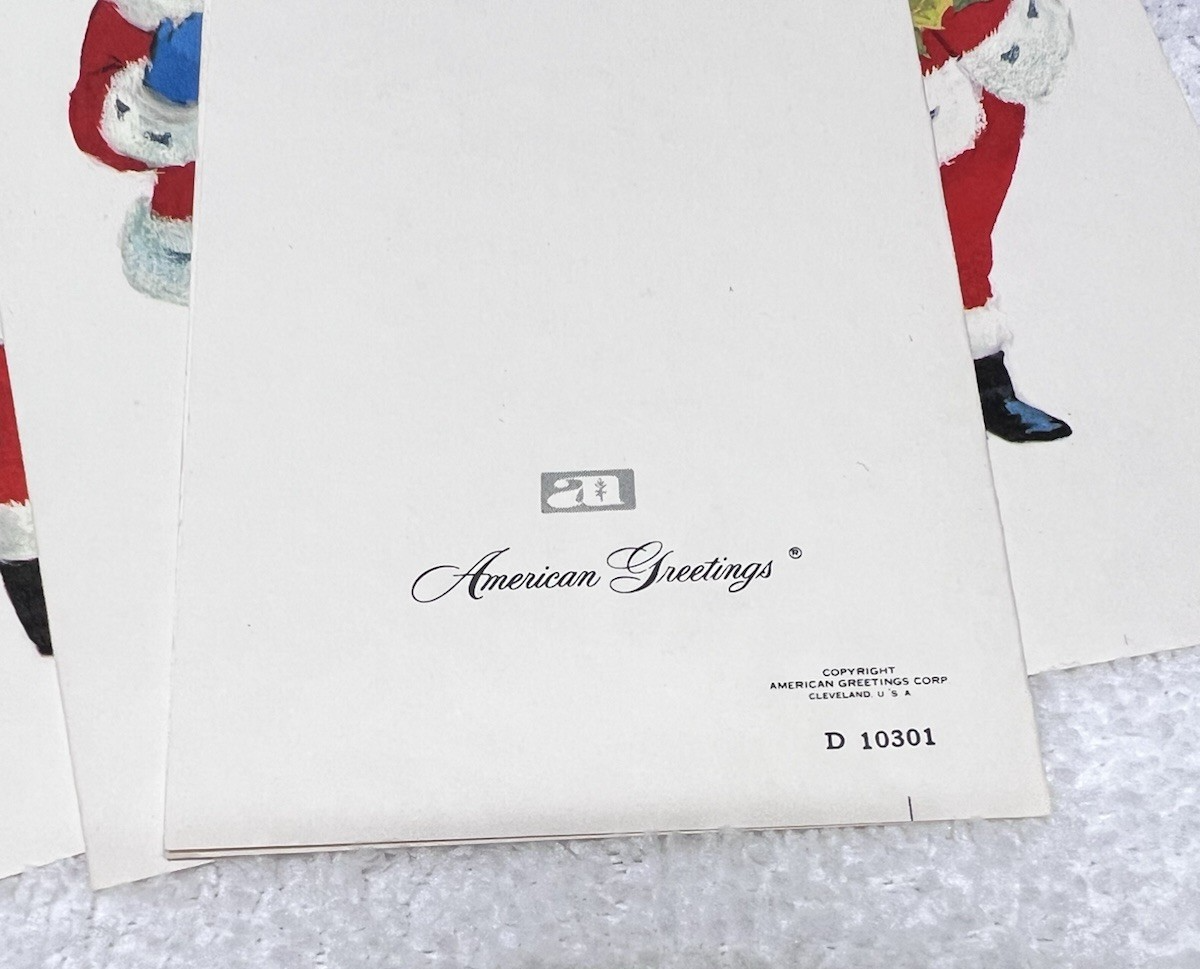 American Greetings ®
COPYRIGHT
AMERICAN GREETINGS CORP
CLEVELAND, U S A
D 10301